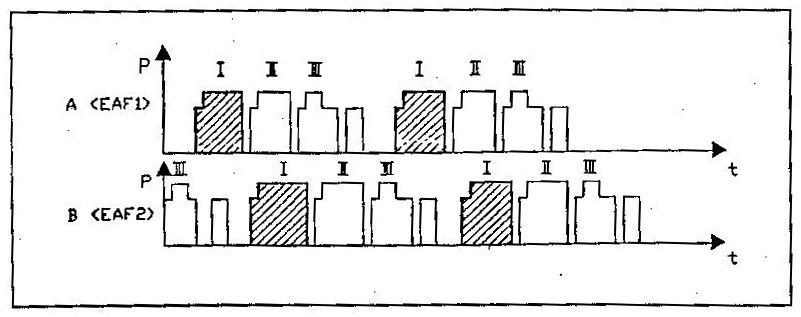 P I II III I II III
A <EAF1>
t
P III I II III I II III
B <EAF2>
t